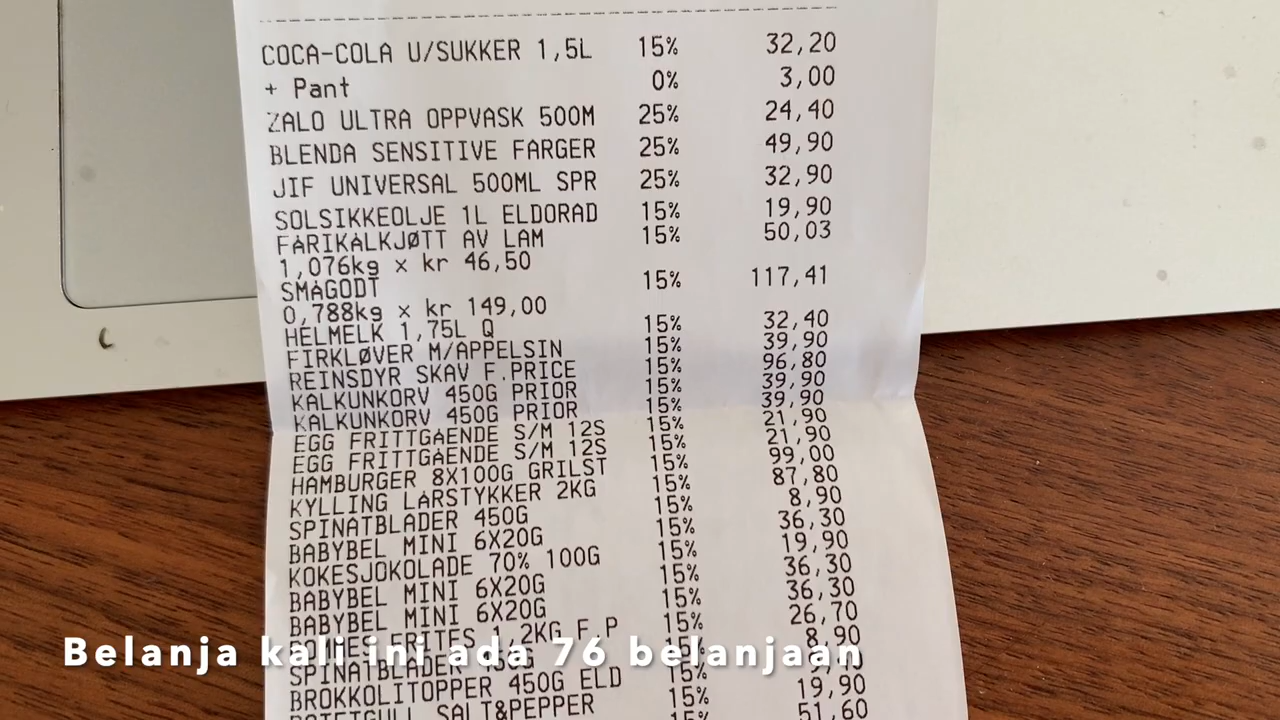 COCA-COLA U/SUKKER 1,5L 15% 32,20
+ Pant 0% 3,00
ZALO ULTRA OPPVASK 500M 25% 24,40
BLENDA SENSITIVE FARGER 25% 49,90
JIF UNIVERSAL 500ML SPR 25% 32,90
SOLSIKKEOLJE 1L ELDORAD 15% 19,90
FÅRIKÅLKJØTT AV LAM 15% 50,03
1,076kg x kr 46,50
SMÅGODT 15% 117,41
0,788kg x kr 149,00
HELMELK 1,75L Q 15% 32,40
FIRKLØVER M/APPELSIN 15% 39,90
REINSDYR SKAV F.PRICE 15% 96,80
KALKUNKORV 450G PRIOR 15% 39,90
KALKUNKORV 450G PRIOR 15% 39,90
EGG FRITTGÅENDE S/M 12S 15% 21,90
EGG FRITTGÅENDE S/M 12S 15% 21,90
HAMBURGER 8X100G GRILST 15% 99,00
KYLLING LÅRSTYKKER 2KG 15% 87,80
SPINATBLADER 450G 15% 8,90
BABYBEL MINI 6X20G 15% 36,30
KOKESJOKOLADE 70% 100G 15% 19,90
BABYBEL MINI 6X20G 15% 36,30
BABYBEL MINI 6X20G 15% 36,30
FRITES 1,2KG F.P 15% 26,70
SPINATBLADER 8,90
BROKKOLITOPPER 450G ELD 15%
SALT&PEPPER 15% 19,90
51,60
Belanja kali ini ada 76 belanjaan